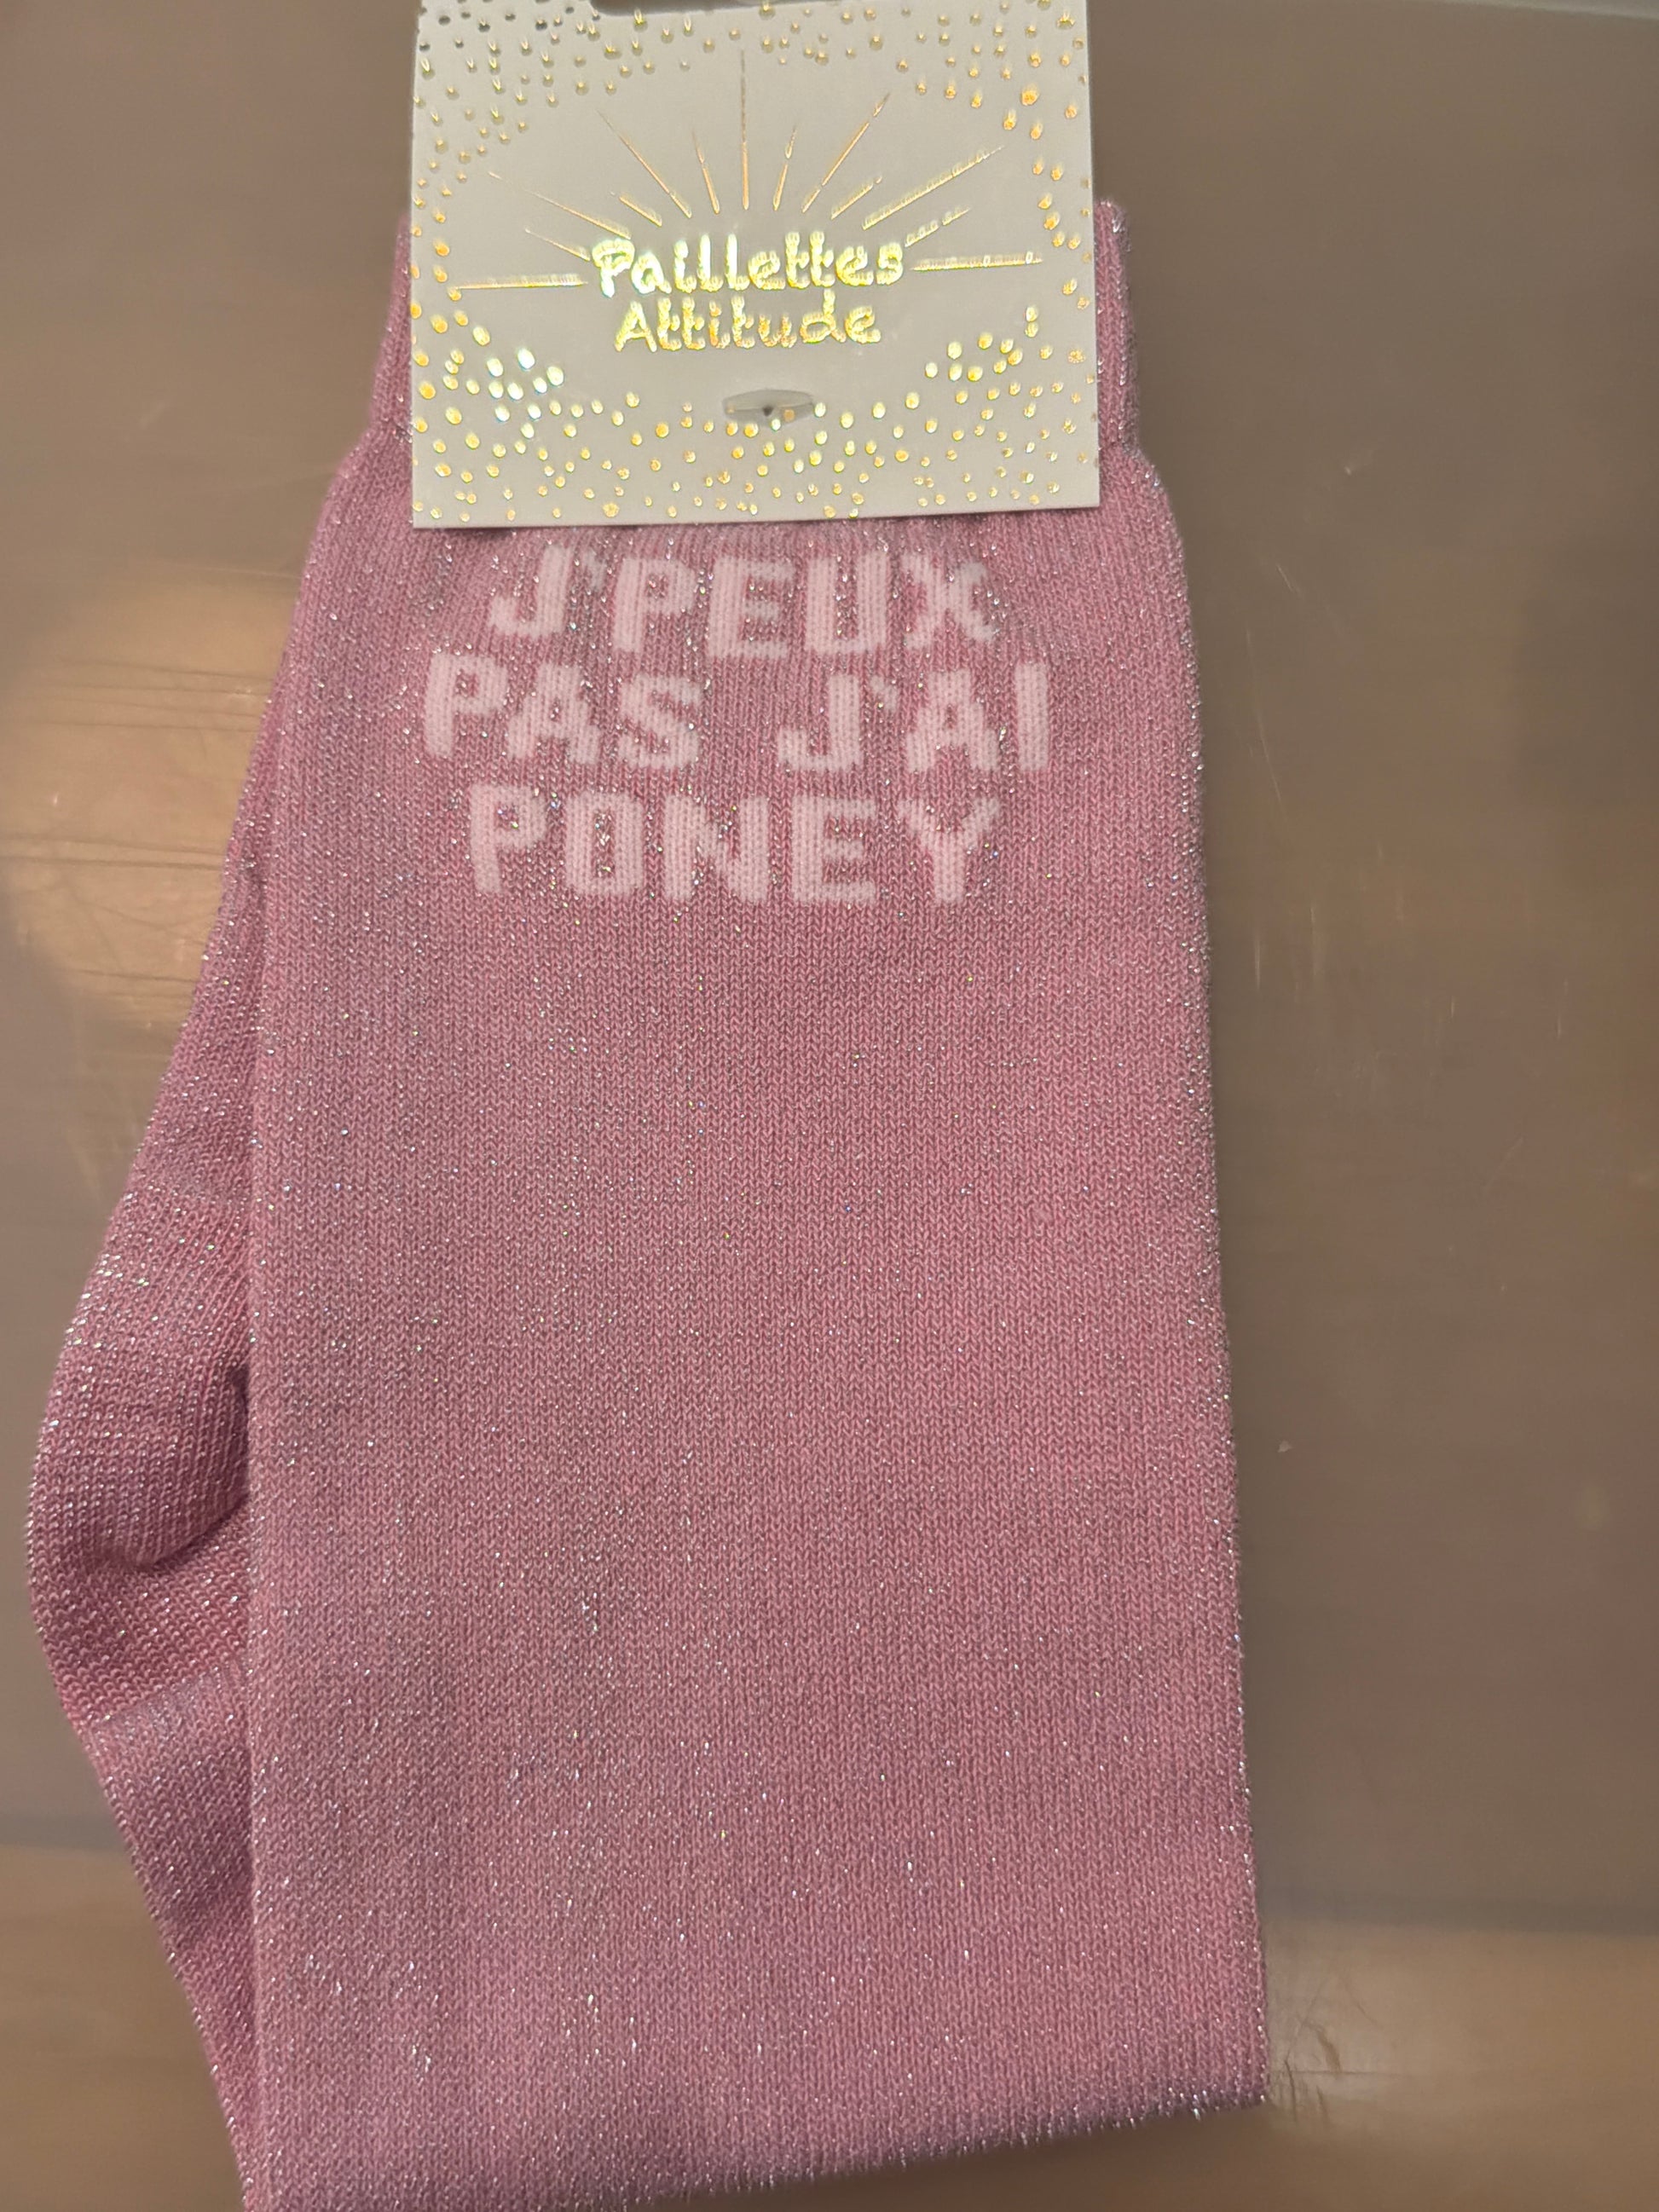 Paillettes
Attitude
J'PEUX
PAS J'AI
PONEY